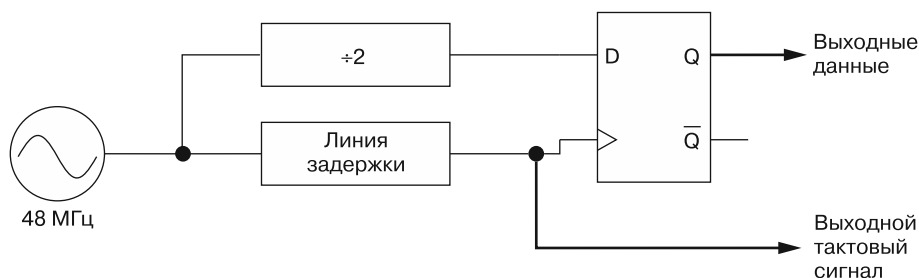 ÷2
D
Q
Выходные
данные
Линия
задержки
Q̅
48 МГц
Выходной
тактовый
сигнал